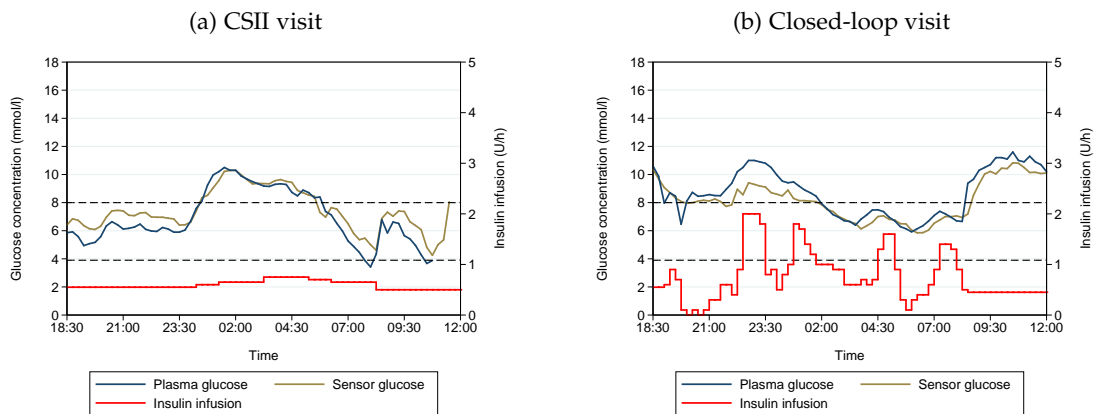 (a) CSII visit
Glucose concentration (mmol/l)
18
16
14
12
10
8
6
4
2
0
5
4
3
2
1
0
Insulin infusion (U/h)
18:30 21:00 23:30 02:00 04:30 07:00 09:30 12:00
Time
Plasma glucose Sensor glucose
Insulin infusion
(b) Closed-loop visit
Glucose concentration (mmol/l)
18
16
14
12
10
8
6
4
2
0
5
4
3
2
1
0
Insulin infusion (U/h)
18:30 21:00 23:30 02:00 04:30 07:00 09:30 12:00
Time
Plasma glucose Sensor glucose
Insulin infusion